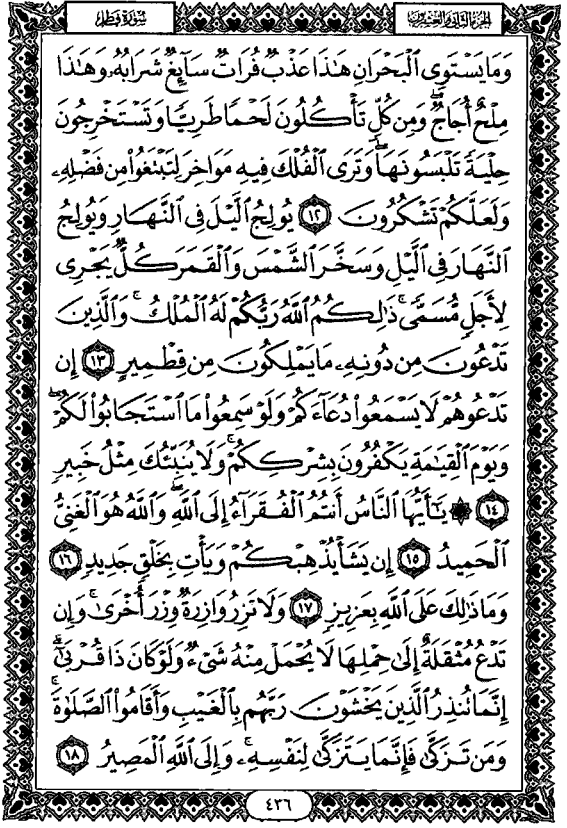 الجزء الثاني والعشرين
سورة فاطر
وَمَا يَسْتَوِى ٱلْبَحْرَانِ هَٰذَا عَذْبٌ فُرَاتٌ سَآئِغٌ شَرَابُهُۥ وَهَٰذَا
مِلْحٌ أُجَاجٌ ۖ وَمِن كُلٍّ تَأْكُلُونَ لَحْمًا طَرِيًّا وَتَسْتَخْرِجُونَ
حِلْيَةً تَلْبَسُونَهَا ۖ وَتَرَى ٱلْفُلْكَ فِيهِ مَوَاخِرَ لِتَبْتَغُوا۟ مِن فَضْلِهِۦ
وَلَعَلَّكُمْ تَشْكُرُونَ ١٢ يُولِجُ ٱلَّيْلَ فِى ٱلنَّهَارِ وَيُولِجُ
ٱلنَّهَارَ فِى ٱلَّيْلِ وَسَخَّرَ ٱلشَّمْسَ وَٱلْقَمَرَ كُلٌّ يَجْرِى
لِأَجَلٍ مُّسَمًّى ۚ ذَٰلِكُمُ ٱللَّهُ رَبُّكُمْ لَهُ ٱلْمُلْكُ ۚ وَٱلَّذِينَ
تَدْعُونَ مِن دُونِهِۦ مَا يَمْلِكُونَ مِن قِطْمِيرٍ ١٣ إِن
تَدْعُوهُمْ لَا يَسْمَعُوا۟ دُعَآءَكُمْ وَلَوْ سَمِعُوا۟ مَا ٱسْتَجَابُوا۟ لَكُمْ ۖ
وَيَوْمَ ٱلْقِيَٰمَةِ يَكْفُرُونَ بِشِرْكِكُمْ ۚ وَلَا يُنَبِّئُكَ مِثْلُ خَبِيرٍ
١٤ ۞ يَٰٓأَيُّهَا ٱلنَّاسُ أَنتُمُ ٱلْفُقَرَآءُ إِلَى ٱللَّهِ ۖ وَٱللَّهُ هُوَ ٱلْغَنِىُّ
ٱلْحَمِيدُ ١٥ إِن يَشَأْ يُذْهِبْكُمْ وَيَأْتِ بِخَلْقٍ جَدِيدٍ ١٦
وَمَا ذَٰلِكَ عَلَى ٱللَّهِ بِعَزِيزٍ ١٧ وَلَا تَزِرُ وَازِرَةٌ وِزْرَ أُخْرَىٰ ۚ وَإِن
تَدْعُ مُثْقَلَةٌ إِلَىٰ حِمْلِهَا لَا يُحْمَلْ مِنْهُ شَىْءٌ وَلَوْ كَانَ ذَا قُرْبَىٰٓ ۗ
إِنَّمَا تُنذِرُ ٱلَّذِينَ يَخْشَوْنَ رَبَّهُم بِٱلْغَيْبِ وَأَقَامُوا۟ ٱلصَّلَوٰةَ ۚ
وَمَن تَزَكَّىٰ فَإِنَّمَا يَتَزَكَّىٰ لِنَفْسِهِۦ ۚ وَإِلَى ٱللَّهِ ٱلْمَصِيرُ ١٨
٤٣٦